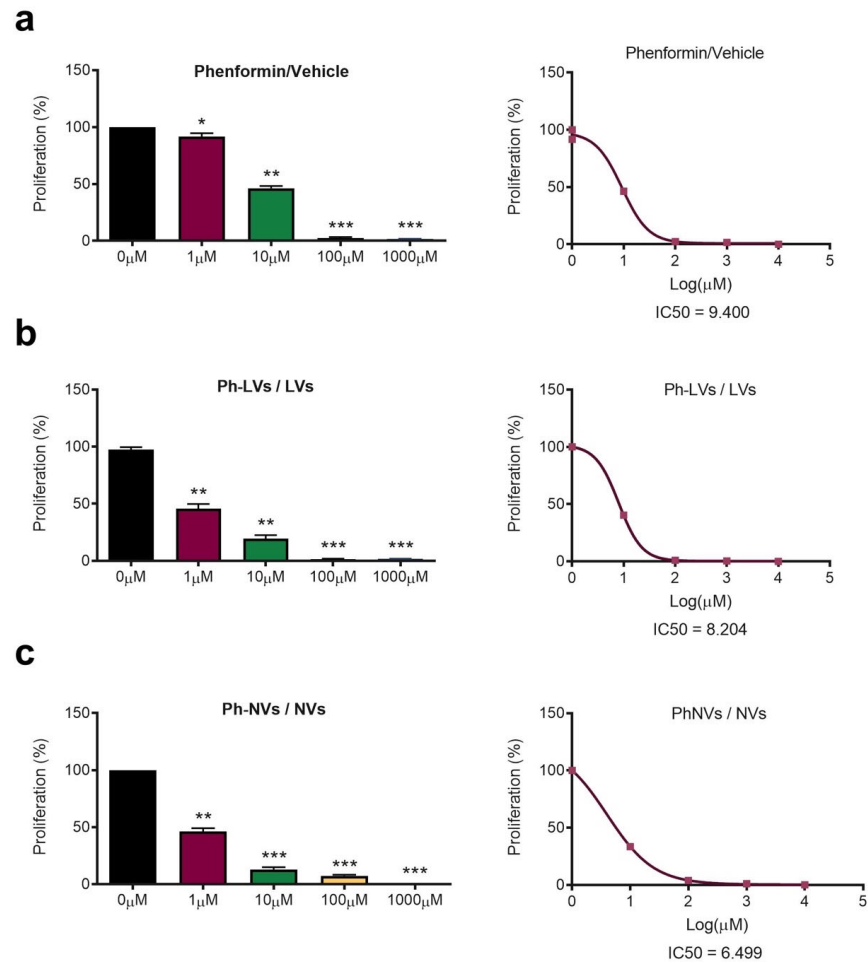 a
Phenformin/Vehicle
Proliferation (%)
150
100
50
0
*
**
***
***
0μM
1μM
10μM
100μM
1000μM
Phenformin/Vehicle
Proliferation (%)
150
100
50
0
0 1 2 3 4 5
Log(μM)
IC50 = 9.400
b
Ph-LVs / LVs
Proliferation (%)
150
100
50
0
**
**
***
***
0μM
1μM
10μM
100μM
1000μM
Ph-LVs / LVs
Proliferation (%)
150
100
50
0
0 1 2 3 4 5
Log(μM)
IC50 = 8.204
c
Ph-NVs / NVs
Proliferation (%)
150
100
50
0
**
***
***
***
0μM
1μM
10μM
100μM
1000μM
PhNVs / NVs
Proliferation (%)
150
100
50
0
0 1 2 3 4 5
Log(μM)
IC50 = 6.499